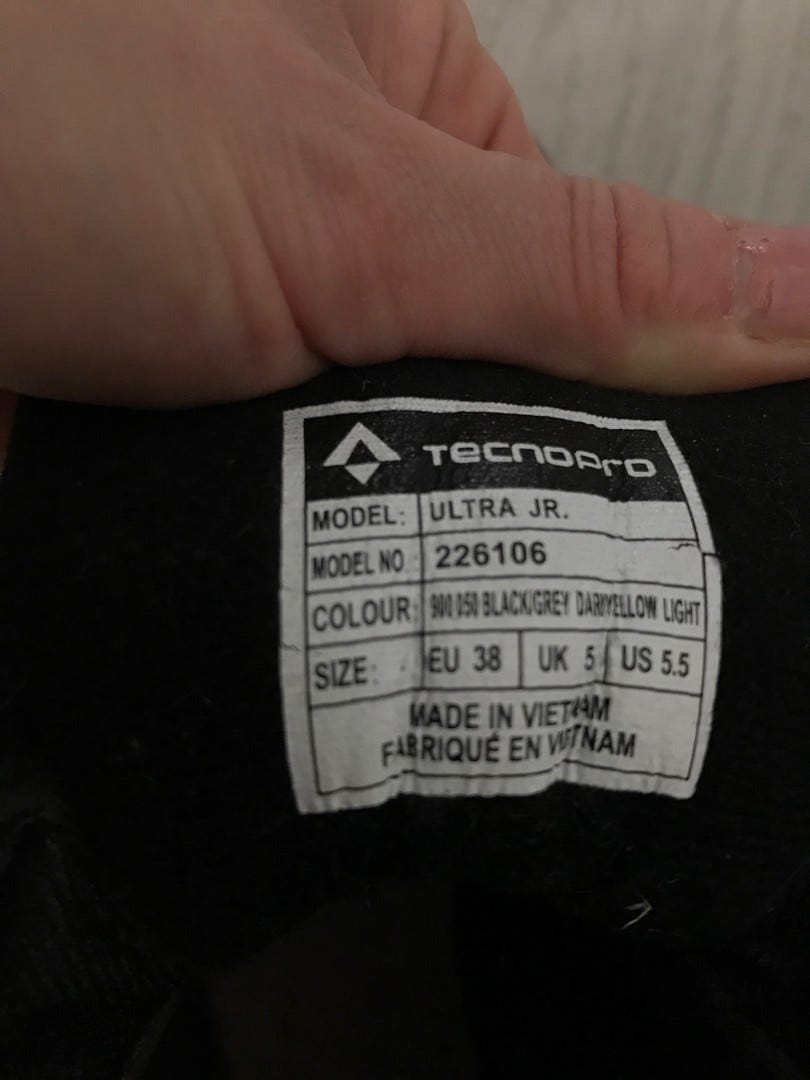 TECNOPRO
MODEL: ULTRA JR.
MODEL NO 226106
COLOUR: 900 050 BLACK/GREY DARK/YELLOW LIGHT
SIZE: EU 38 UK 5 US 5.5
MADE IN VIETNAM
FABRIQUÉ EN VIETNAM